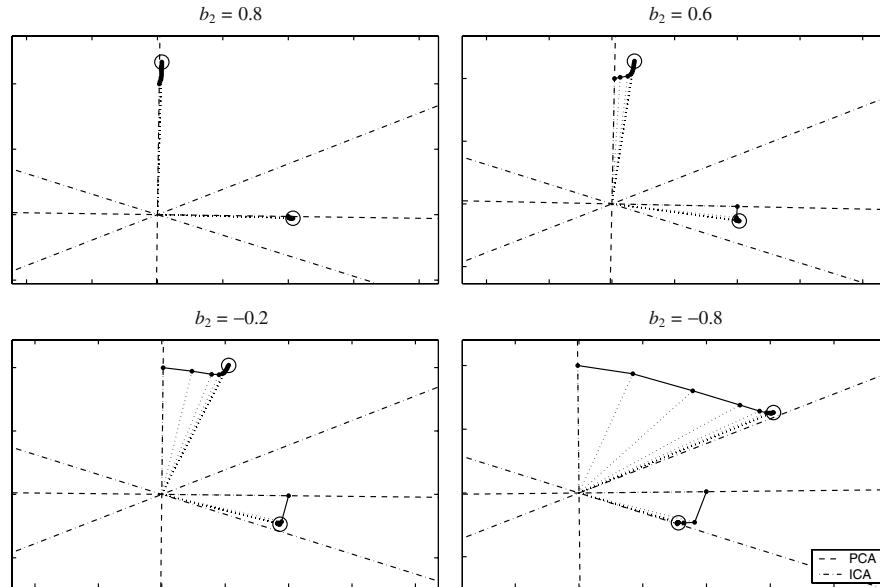 b₂ = 0.8
b₂ = 0.6
b₂ = −0.2
b₂ = −0.8
PCA
ICA